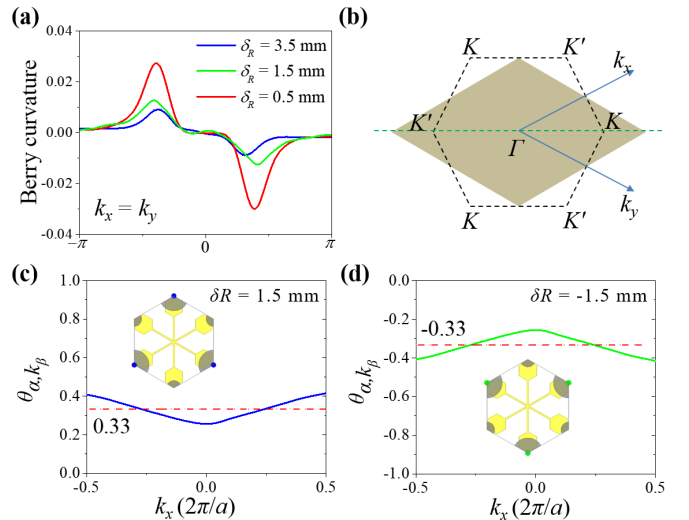 (a)
Berry curvature
0.04
0.02
0.00
-0.02
-0.04
−π
0
π
δR = 3.5 mm
δR = 1.5 mm
δR = 0.5 mm
kx = ky
(b)
K
K'
kx
K'
K
Γ
K
K'
ky
(c)
θα,kβ
1.0
0.8
0.6
0.4
0.2
0.0
δR = 1.5 mm
0.33
-0.5
0.0
0.5
kx (2π/a)
(d)
θα,kβ
-0.0
-0.2
-0.4
-0.6
-0.8
-1.0
δR = -1.5 mm
-0.33
-0.5
0.0
0.5
kx (2π/a)